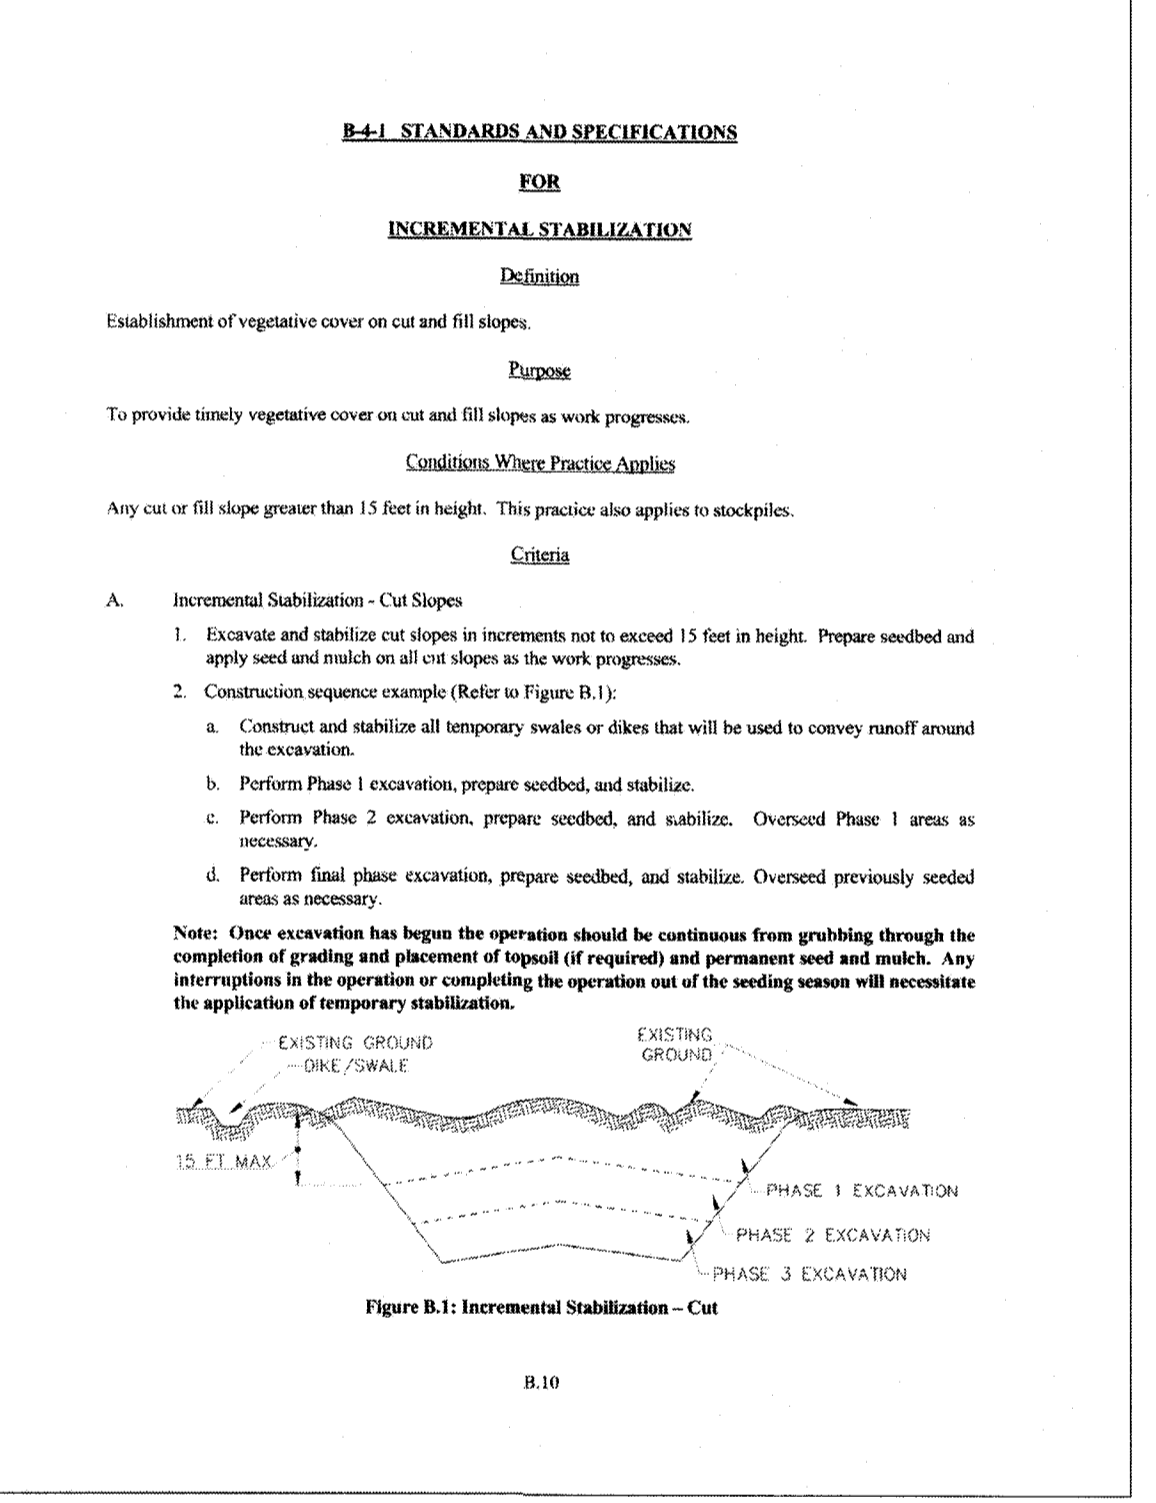 B-4-1 STANDARDS AND SPECIFICATIONS
FOR
INCREMENTAL STABILIZATION
Definition
Establishment of vegetative cover on cut and fill slopes.
Purpose
To provide timely vegetative cover on cut and fill slopes as work progresses.
Conditions Where Practice Applies
Any cut or fill slope greater than 15 feet in height. This practice also applies to stockpiles.
Criteria
A. Incremental Stabilization - Cut Slopes
1. Excavate and stabilize cut slopes in increments not to exceed 15 feet in height. Prepare seedbed and
apply seed and mulch on all cut slopes as the work progresses.
2. Construction sequence example (Refer to Figure B.1):
a. Construct and stabilize all temporary swales or dikes that will be used to convey runoff around
the excavation.
b. Perform Phase 1 excavation, prepare seedbed, and stabilize.
c. Perform Phase 2 excavation, prepare seedbed, and stabilize. Overseed Phase 1 areas as
necessary.
d. Perform final phase excavation, prepare seedbed, and stabilize. Overseed previously seeded
areas as necessary.
Note: Once excavation has begun the operation should be continuous from grubbing through the
completion of grading and placement of topsoil (if required) and permanent seed and mulch. Any
interruptions in the operation or completing the operation out of the seeding season will necessitate
the application of temporary stabilization.
EXISTING GROUND
DIKE/SWALE
EXISTING
GROUND
15 FT MAX
PHASE 1 EXCAVATION
PHASE 2 EXCAVATION
PHASE 3 EXCAVATION
Figure B.1: Incremental Stabilization – Cut
B.10